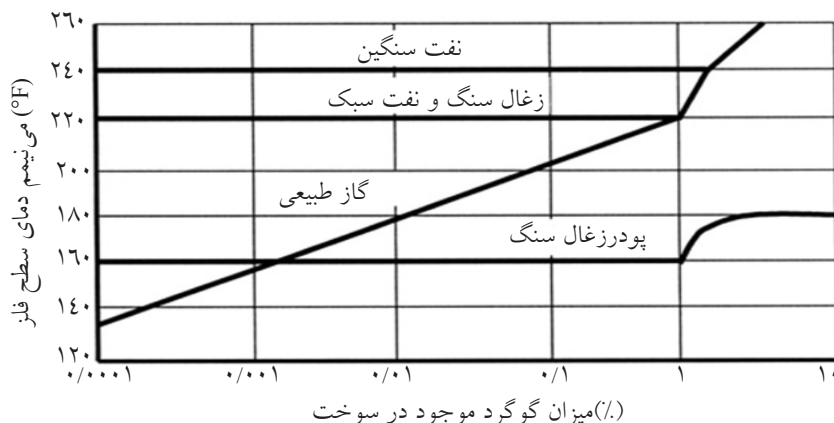 ۲۶۰
نفت سنگین
۲۴۰
زغال سنگ و نفت سبک
۲۲۰
۲۰۰
گاز طبیعی
۱۸۰
پودرزغال سنگ
۱۶۰
۱۴۰
۱۲۰
می‌نیمم دمای سطح فلز (°F)
۰/۰۰۰۱ ۰/۰۰۱ ۰/۰۱ ۰/۱ ۱ ۱۰
میزان گوگرد موجود در سوخت(٪)